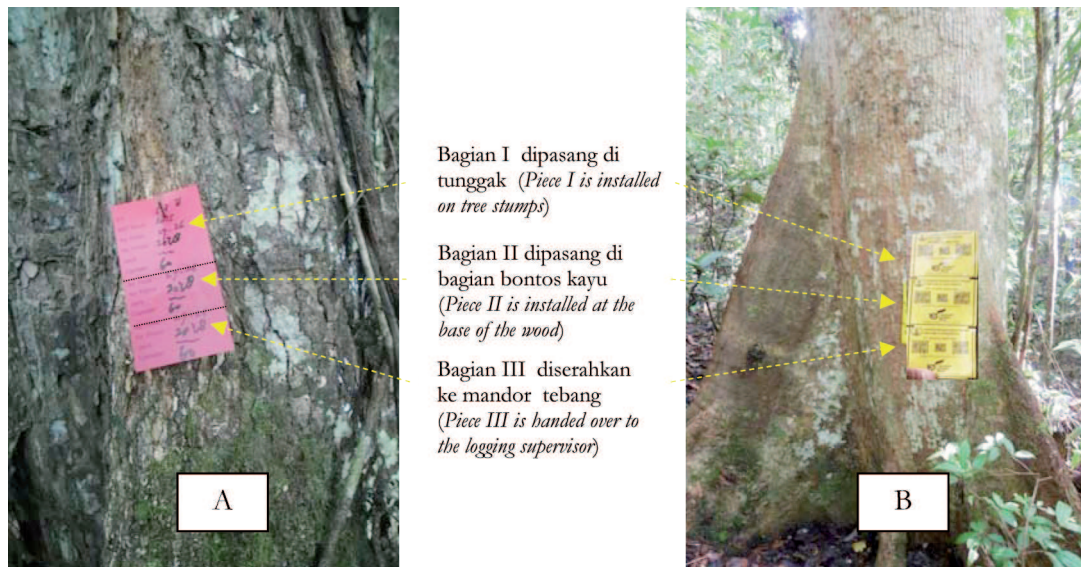 Bagian I dipasang di
tunggak (Piece I is installed
on tree stumps)
Bagian II dipasang di
bagian bontos kayu
(Piece II is installed at the
base of the wood)
Bagian III diserahkan
ke mandor tebang
(Piece III is handed over to
the logging supervisor)
A
B